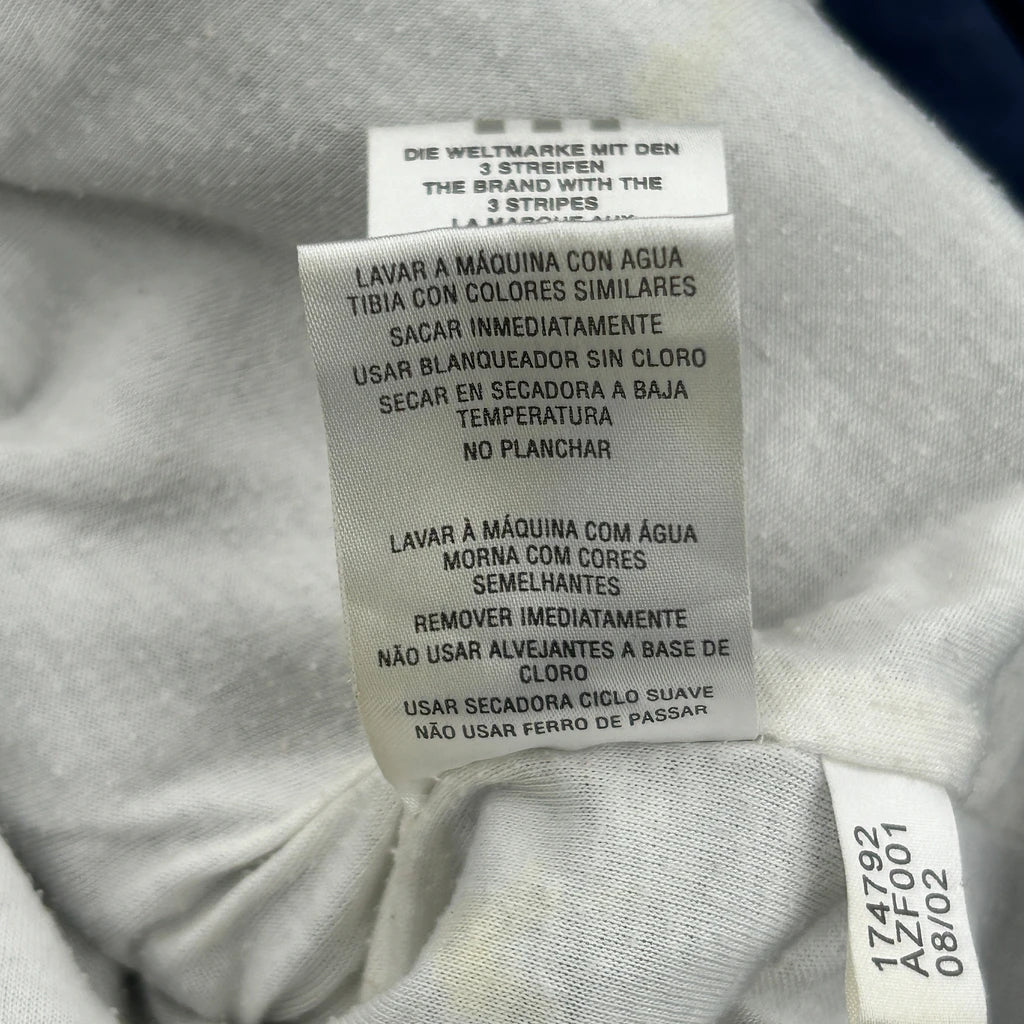 DIE WELTMARKE MIT DEN
3 STREIFEN
THE BRAND WITH THE
3 STRIPES
LA MARQUE AUX
LAVAR A MÁQUINA CON AGUA
TIBIA CON COLORES SIMILARES
SACAR INMEDIATAMENTE
USAR BLANQUEADOR SIN CLORO
SECAR EN SECADORA A BAJA
TEMPERATURA
NO PLANCHAR
LAVAR À MÁQUINA COM ÁGUA
MORNA COM CORES
SEMELHANTES
REMOVER IMEDIATAMENTE
NÃO USAR ALVEJANTES A BASE DE
CLORO
USAR SECADORA CICLO SUAVE
NÃO USAR FERRO DE PASSAR
174792
AZF001
08/02